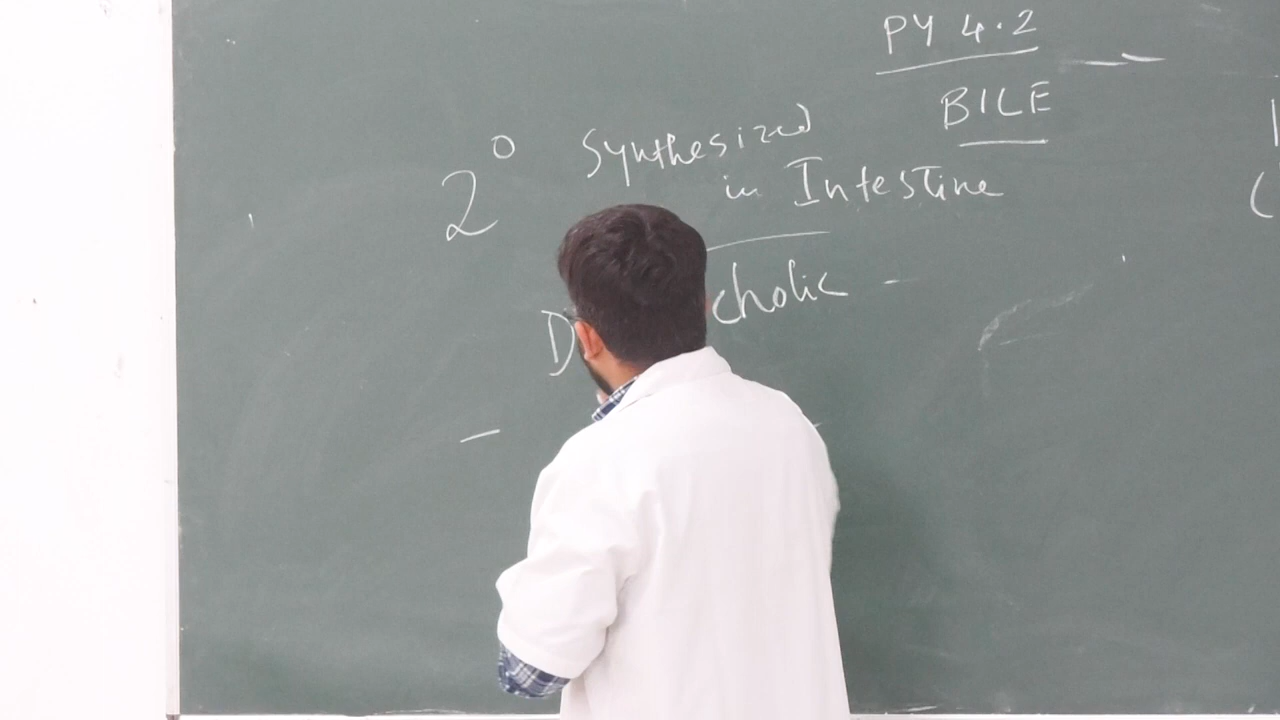 PY 4.2
BILE
2° Synthesized
in Intestine
D cholic -